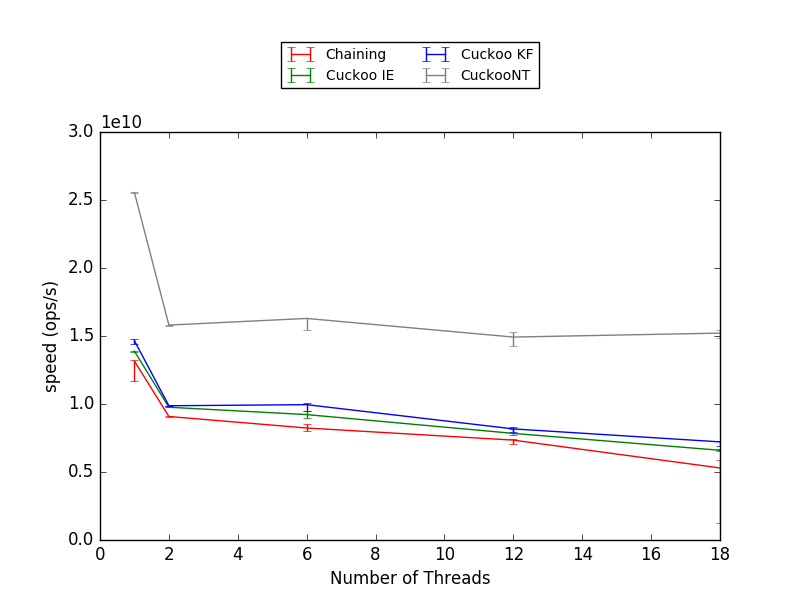 Chaining Cuckoo KF
Cuckoo IE CuckooNT
1e10
3.0
2.5
2.0
1.5
1.0
0.5
0.0
speed (ops/s)
0 2 4 6 8 10 12 14 16 18
Number of Threads